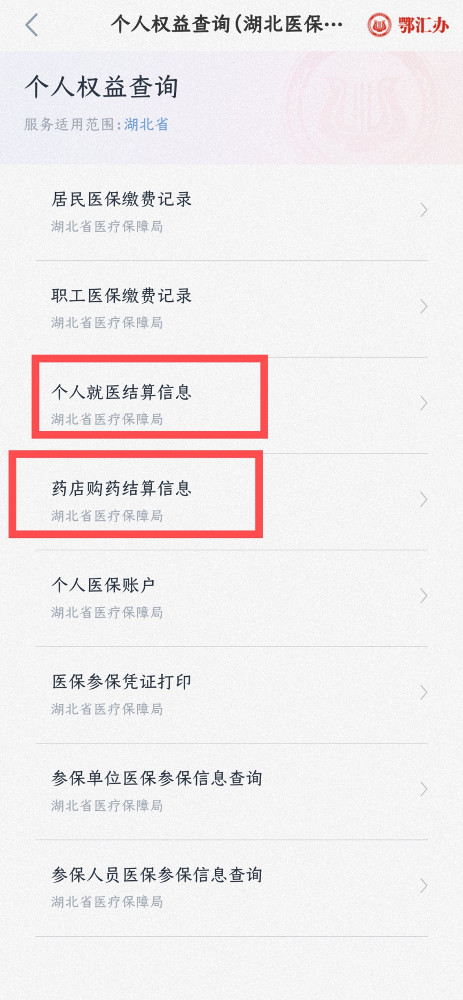 个人权益查询(湖北医保…
鄂汇办
个人权益查询
服务适用范围:湖北省
居民医保缴费记录
湖北省医疗保障局
职工医保缴费记录
湖北省医疗保障局
个人就医结算信息
湖北省医疗保障局
药店购药结算信息
湖北省医疗保障局
个人医保账户
湖北省医疗保障局
医保参保凭证打印
湖北省医疗保障局
参保单位医保参保信息查询
湖北省医疗保障局
参保人员医保参保信息查询
湖北省医疗保障局